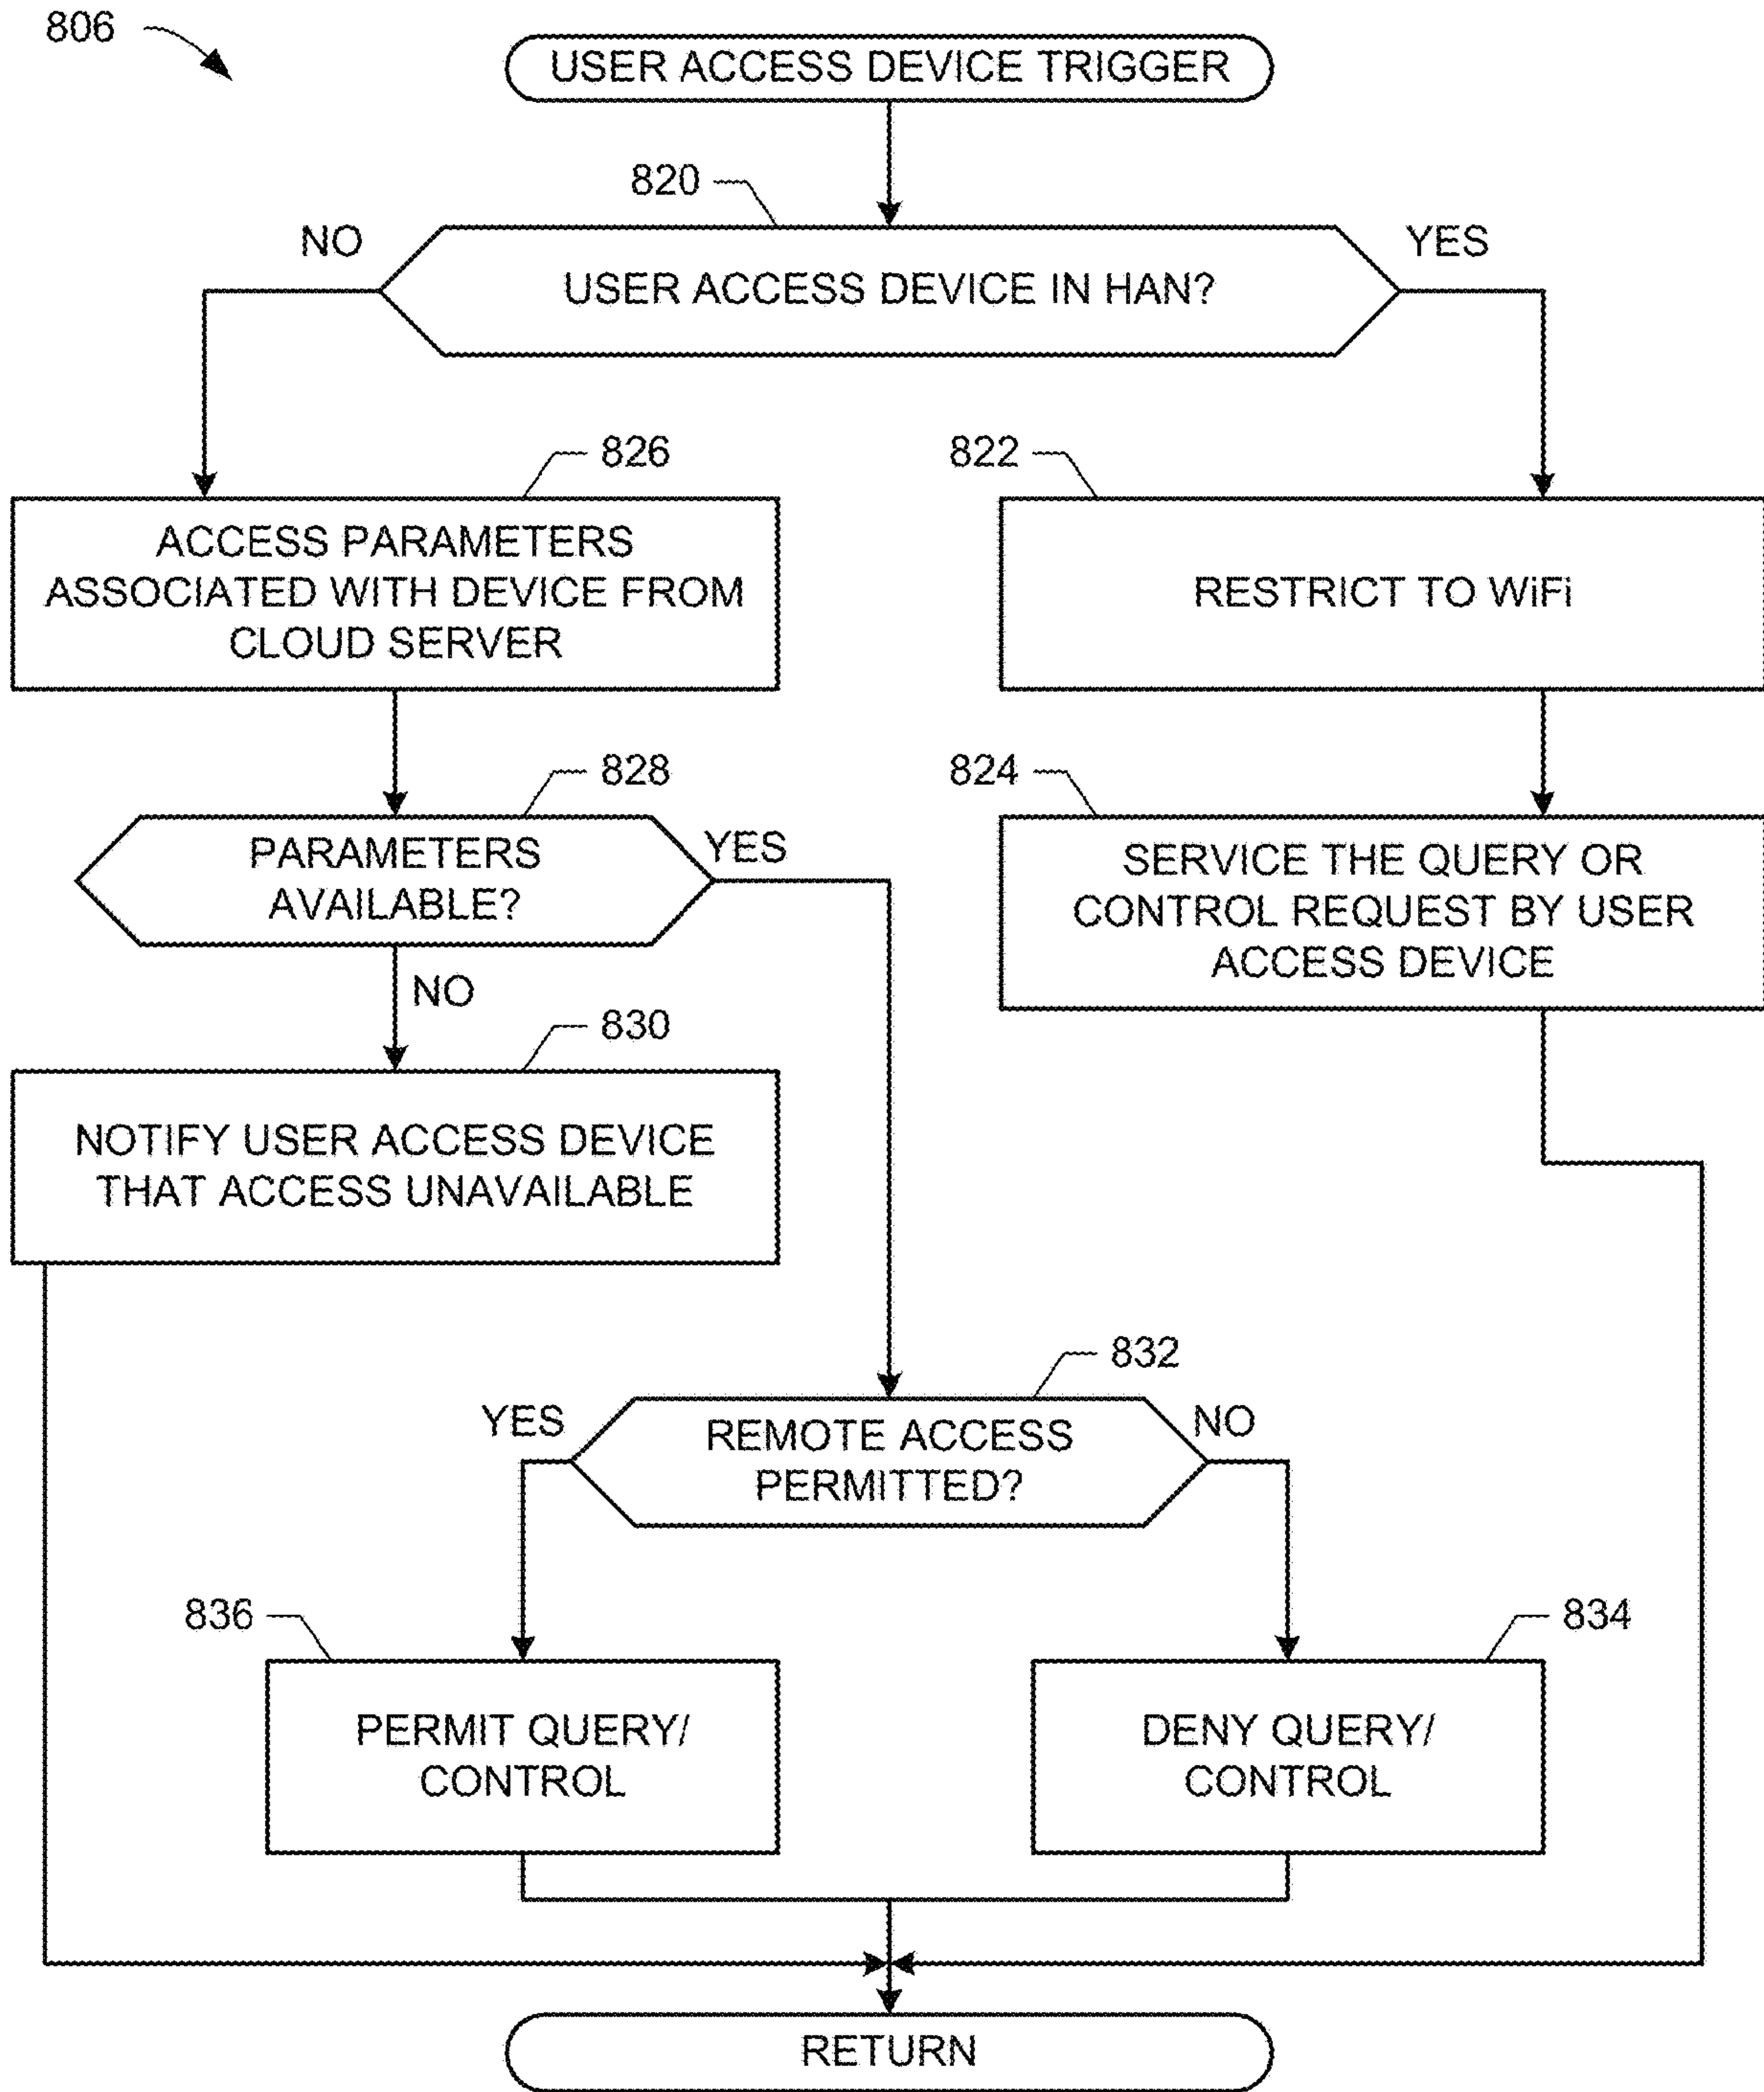 806
USER ACCESS DEVICE TRIGGER
820
NO
YES
USER ACCESS DEVICE IN HAN?
826
822
ACCESS PARAMETERS
ASSOCIATED WITH DEVICE FROM
CLOUD SERVER
RESTRICT TO WiFi
828
824
PARAMETERS
AVAILABLE?
YES
NO
SERVICE THE QUERY OR
CONTROL REQUEST BY USER
ACCESS DEVICE
830
NOTIFY USER ACCESS DEVICE
THAT ACCESS UNAVAILABLE
832
YES
NO
REMOTE ACCESS
PERMITTED?
836
834
PERMIT QUERY/
CONTROL
DENY QUERY/
CONTROL
RETURN